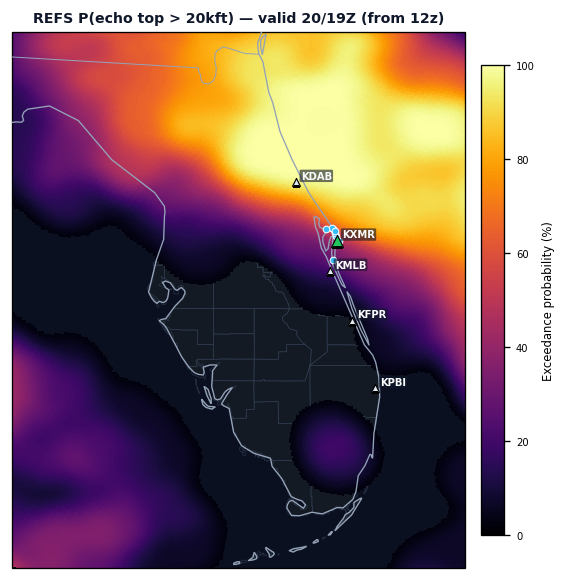 REFS P(echo top > 20kft) — valid 20/19Z (from 12z)
KDAB
KXMR
KMLB
KFPR
KPBI
100
80
60
40
20
0
Exceedance probability (%)